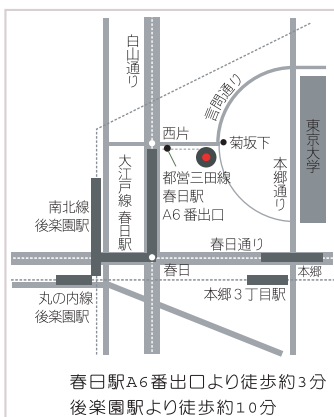 白山通り
言問通り
西片
菊坂下
東京大学
都営三田線
春日駅
A6番出口
大江戸線 春日駅
本郷通り
南北線
後楽園駅
春日通り
春日
本郷
丸の内線
後楽園駅
本郷3丁目駅
春日駅A6番出口より徒歩約3分
後楽園駅より徒歩約10分